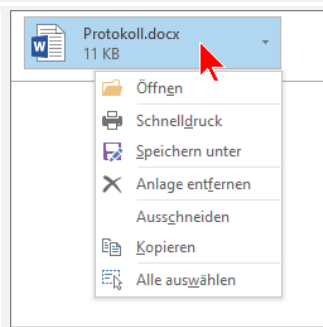 Protokoll.docx
11 KB
Öffnen
Schnelldruck
Speichern unter
Anlage entfernen
Ausschneiden
Kopieren
Alle auswählen